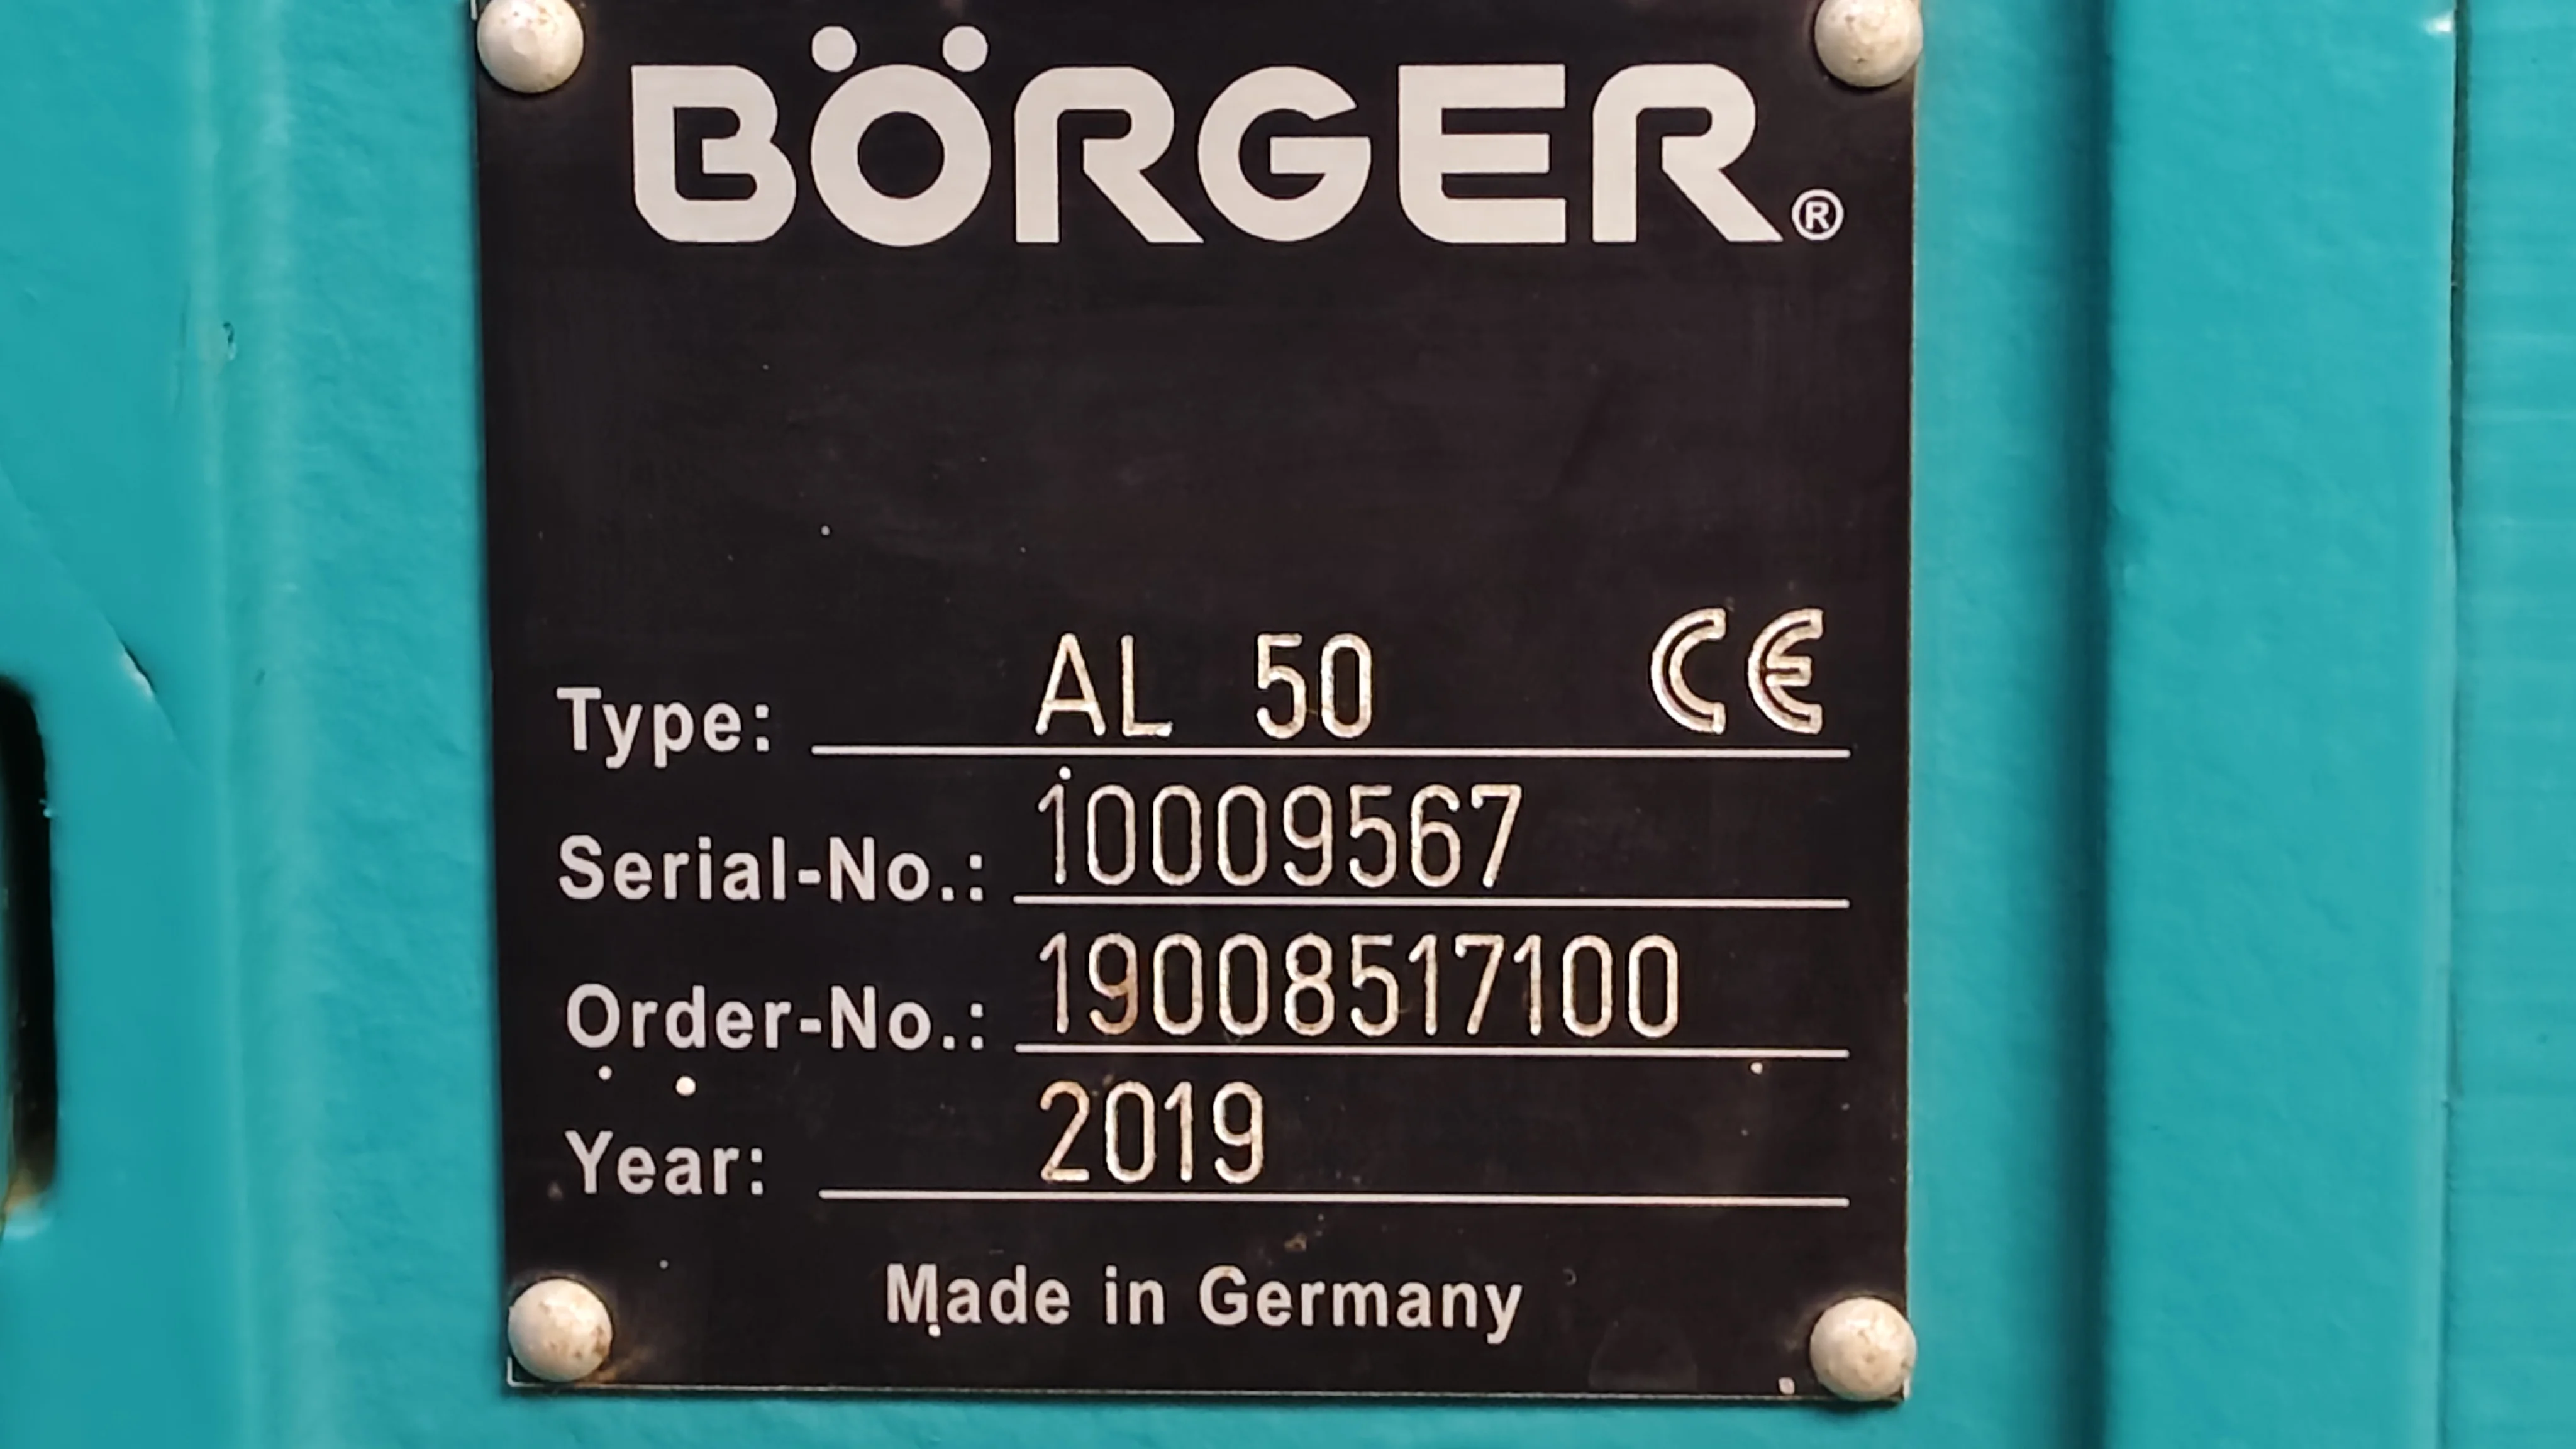 BÖRGER®
Type: AL 50 CE
Serial-No.: 10009567
Order-No.: 19008517100
Year: 2019
Made in Germany